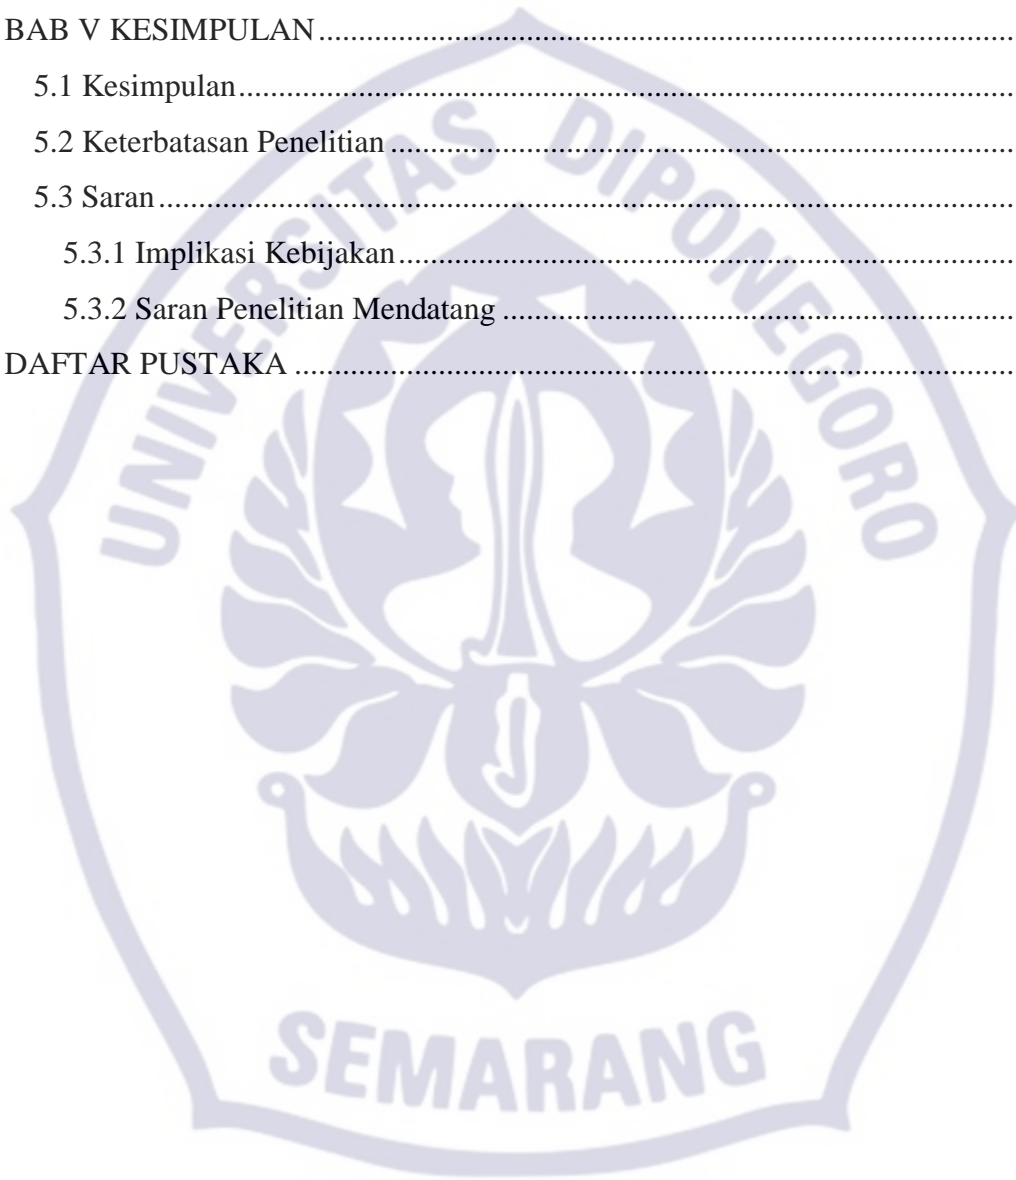 BAB V KESIMPULAN........................................................................................
5.1 Kesimpulan..................................................................................................
5.2 Keterbatasan Penelitian................................................................................
5.3 Saran............................................................................................................
5.3.1 Implikasi Kebijakan...............................................................................
5.3.2 Saran Penelitian Mendatang..................................................................
DAFTAR PUSTAKA...........................................................................................
UNIVERSITAS DIPONEGORO
SEMARANG